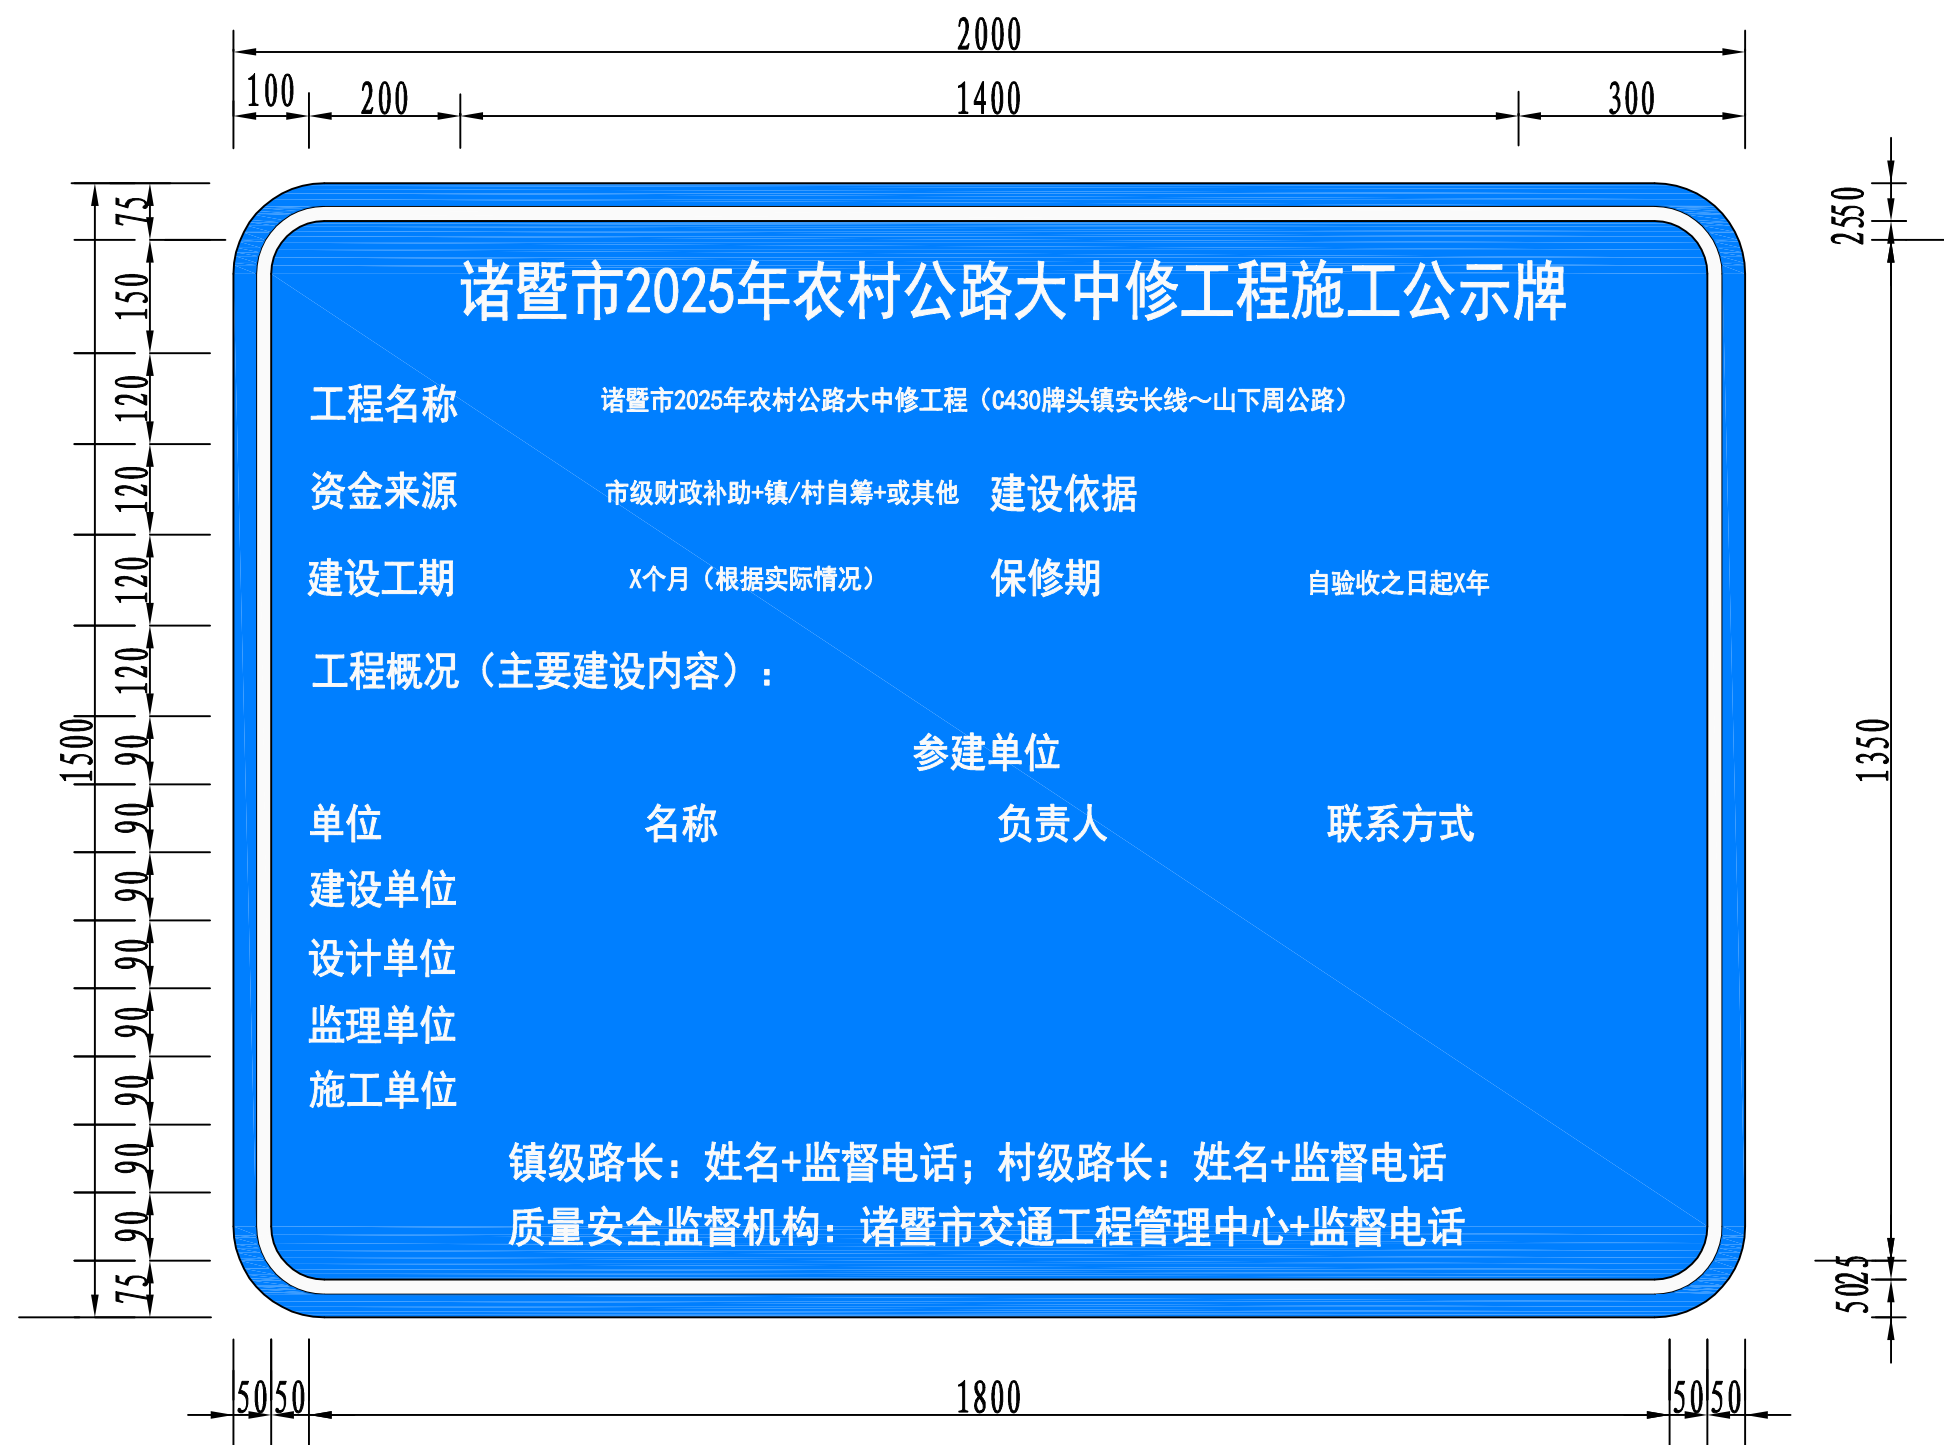 2000
100 200 1400 300
诸暨市2025年农村公路大中修工程施工公示牌
工程名称 诸暨市2025年农村公路大中修工程（C430牌头镇安长线～山下周公路）
资金来源 市级财政补助+镇/村自筹+或其他 建设依据
建设工期 X个月（根据实际情况） 保修期 自验收之日起X年
工程概况（主要建设内容）：
参建单位
单位 名称 负责人 联系方式
建设单位
设计单位
监理单位
施工单位
镇级路长：姓名+监督电话；村级路长：姓名+监督电话
质量安全监督机构：诸暨市交通工程管理中心+监督电话
75
150
120
120
120
120
90
90
90
90
90
90
90
90
75
1500
50
25
1350
25
50
50 50 1800 50 50